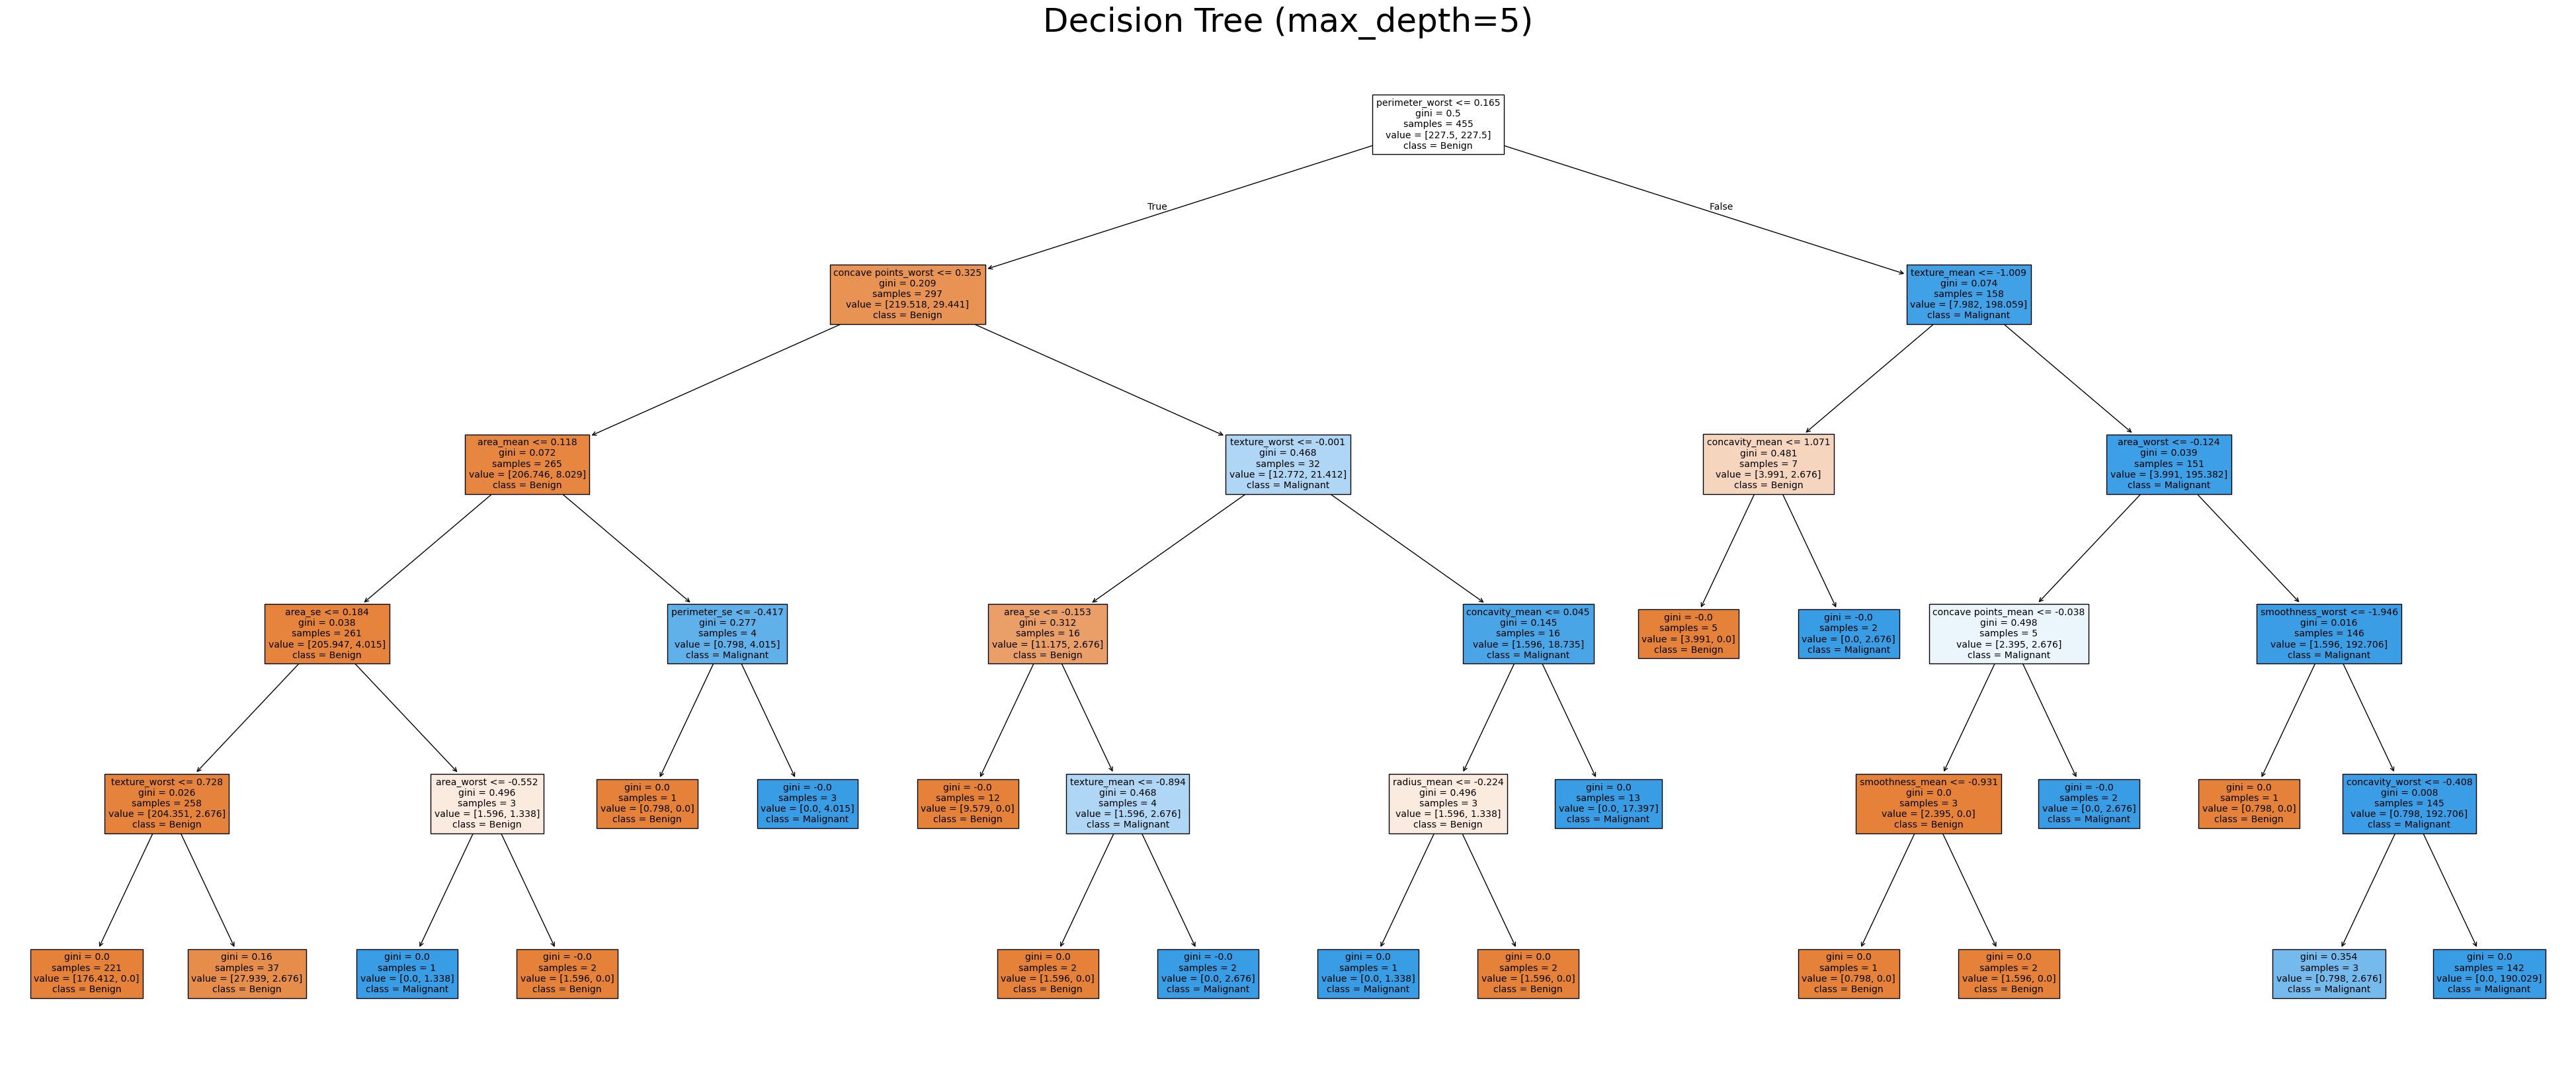 Decision Tree (max_depth=5)
perimeter_worst <= 0.165
gini = 0.5
samples = 455
value = [227.5, 227.5]
class = Benign
True
False
concave points_worst <= 0.325
gini = 0.209
samples = 297
value = [219.518, 29.441]
class = Benign
texture_mean <= -1.009
gini = 0.074
samples = 158
value = [7.982, 198.059]
class = Malignant
area_mean <= 0.118
gini = 0.072
samples = 265
value = [206.746, 8.029]
class = Benign
texture_worst <= -0.001
gini = 0.468
samples = 32
value = [12.772, 21.412]
class = Malignant
concavity_mean <= 1.071
gini = 0.481
samples = 7
value = [3.991, 2.676]
class = Benign
area_worst <= -0.124
gini = 0.039
samples = 151
value = [3.991, 195.382]
class = Malignant
area_se <= 0.184
gini = 0.038
samples = 261
value = [205.947, 4.015]
class = Benign
perimeter_se <= -0.417
gini = 0.277
samples = 4
value = [0.798, 4.015]
class = Malignant
area_se <= -0.153
gini = 0.312
samples = 16
value = [11.175, 2.676]
class = Benign
concavity_mean <= 0.045
gini = 0.145
samples = 16
value = [1.596, 18.735]
class = Malignant
gini = -0.0
samples = 5
value = [3.991, 0.0]
class = Benign
gini = -0.0
samples = 2
value = [0.0, 2.676]
class = Malignant
concave points_mean <= -0.038
gini = 0.498
samples = 5
value = [2.395, 2.676]
class = Malignant
smoothness_worst <= -1.946
gini = 0.016
samples = 146
value = [1.596, 192.706]
class = Malignant
texture_worst <= 0.728
gini = 0.026
samples = 258
value = [204.351, 2.676]
class = Benign
area_worst <= -0.552
gini = 0.496
samples = 3
value = [1.596, 1.338]
class = Benign
gini = 0.0
samples = 1
value = [0.798, 0.0]
class = Benign
gini = -0.0
samples = 3
value = [0.0, 4.015]
class = Malignant
gini = -0.0
samples = 12
value = [9.579, 0.0]
class = Benign
texture_mean <= -0.894
gini = 0.468
samples = 4
value = [1.596, 2.676]
class = Malignant
radius_mean <= -0.224
gini = 0.496
samples = 3
value = [1.596, 1.338]
class = Benign
gini = 0.0
samples = 13
value = [0.0, 17.397]
class = Malignant
smoothness_mean <= -0.931
gini = 0.0
samples = 3
value = [2.395, 0.0]
class = Benign
gini = -0.0
samples = 2
value = [0.0, 2.676]
class = Malignant
gini = 0.0
samples = 1
value = [0.798, 0.0]
class = Benign
concavity_worst <= -0.408
gini = 0.008
samples = 145
value = [0.798, 192.706]
class = Malignant
gini = 0.0
samples = 221
value = [176.412, 0.0]
class = Benign
gini = 0.16
samples = 37
value = [27.939, 2.676]
class = Benign
gini = 0.0
samples = 1
value = [0.0, 1.338]
class = Malignant
gini = -0.0
samples = 2
value = [1.596, 0.0]
class = Benign
gini = 0.0
samples = 2
value = [1.596, 0.0]
class = Benign
gini = -0.0
samples = 2
value = [0.0, 2.676]
class = Malignant
gini = 0.0
samples = 1
value = [0.0, 1.338]
class = Malignant
gini = 0.0
samples = 2
value = [1.596, 0.0]
class = Benign
gini = 0.0
samples = 1
value = [0.798, 0.0]
class = Benign
gini = 0.0
samples = 2
value = [1.596, 0.0]
class = Benign
gini = 0.354
samples = 3
value = [0.798, 2.676]
class = Malignant
gini = 0.0
samples = 142
value = [0.0, 190.029]
class = Malignant